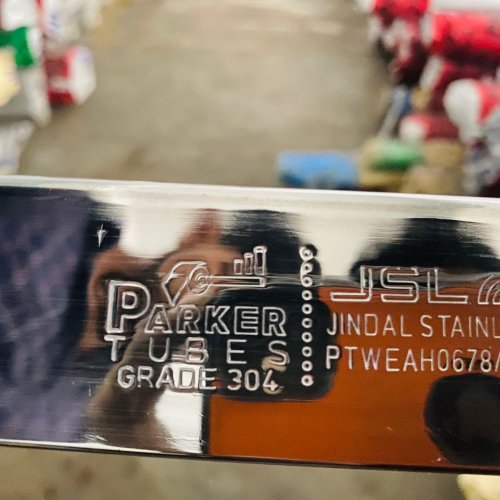 PARKER
TUBES
GRADE 304
JSL
JINDAL STAINL
PTWEAH0678/